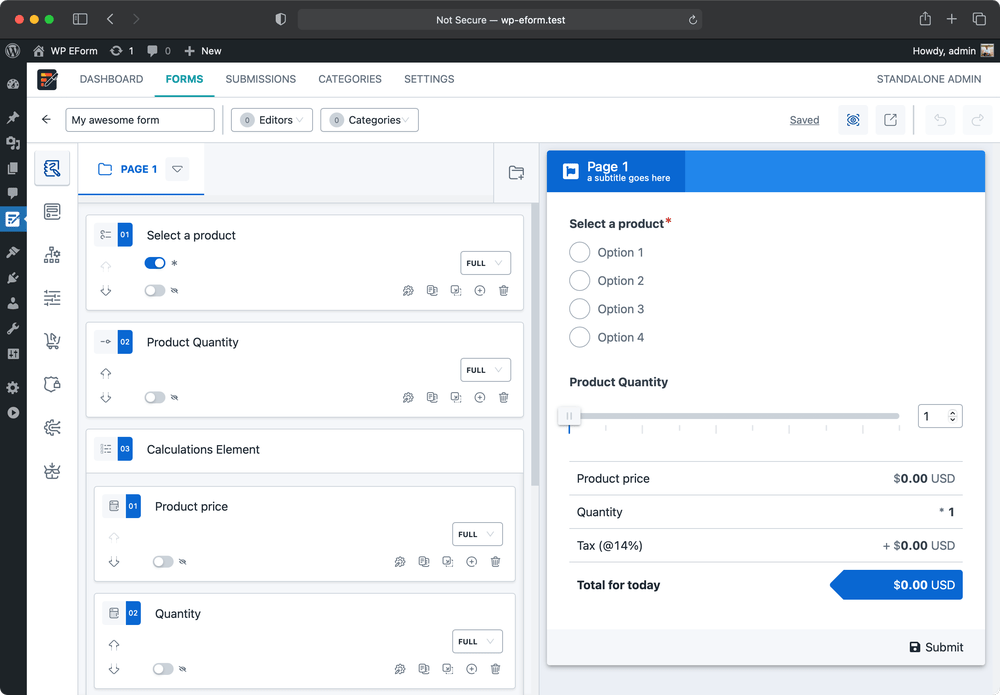 Not Secure — wp-eform.test
WP EForm 1 0 New
Howdy, admin
DASHBOARD FORMS SUBMISSIONS CATEGORIES SETTINGS
STANDALONE ADMIN
My awesome form
0 Editors
0 Categories
Saved
PAGE 1
01 Select a product
*
FULL
02 Product Quantity
FULL
03 Calculations Element
01 Product price
FULL
02 Quantity
FULL
Page 1
a subtitle goes here
Select a product*
Option 1
Option 2
Option 3
Option 4
Product Quantity
1
Product price $0.00 USD
Quantity * 1
Tax (@14%) + $0.00 USD
Total for today $0.00 USD
Submit